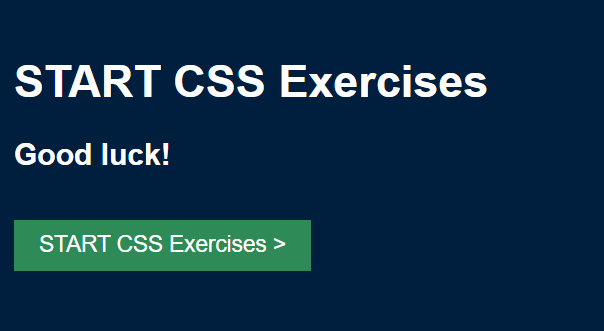 START CSS Exercises
Good luck!
START CSS Exercises >